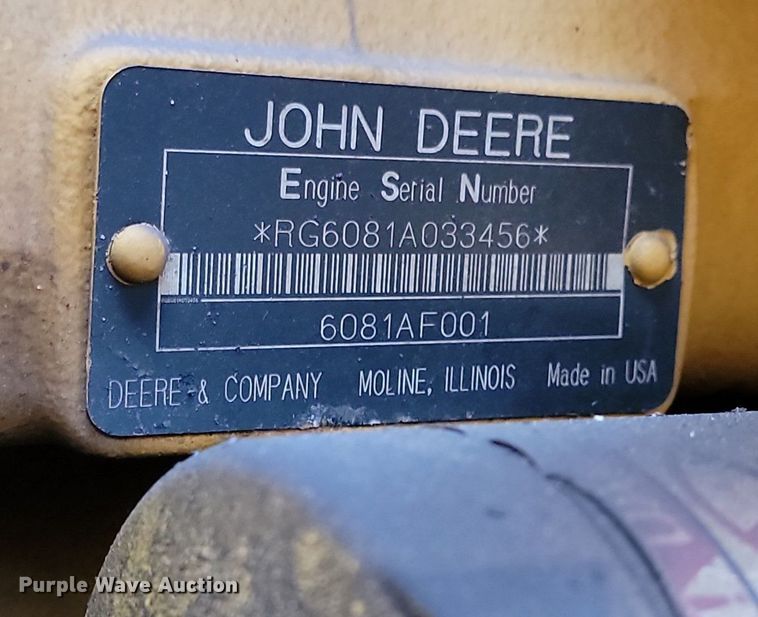 JOHN DEERE
Engine Serial Number
*RG6081A033456*
6081AF001
DEERE & COMPANY MOLINE, ILLINOIS Made in USA
Purple Wave Auction